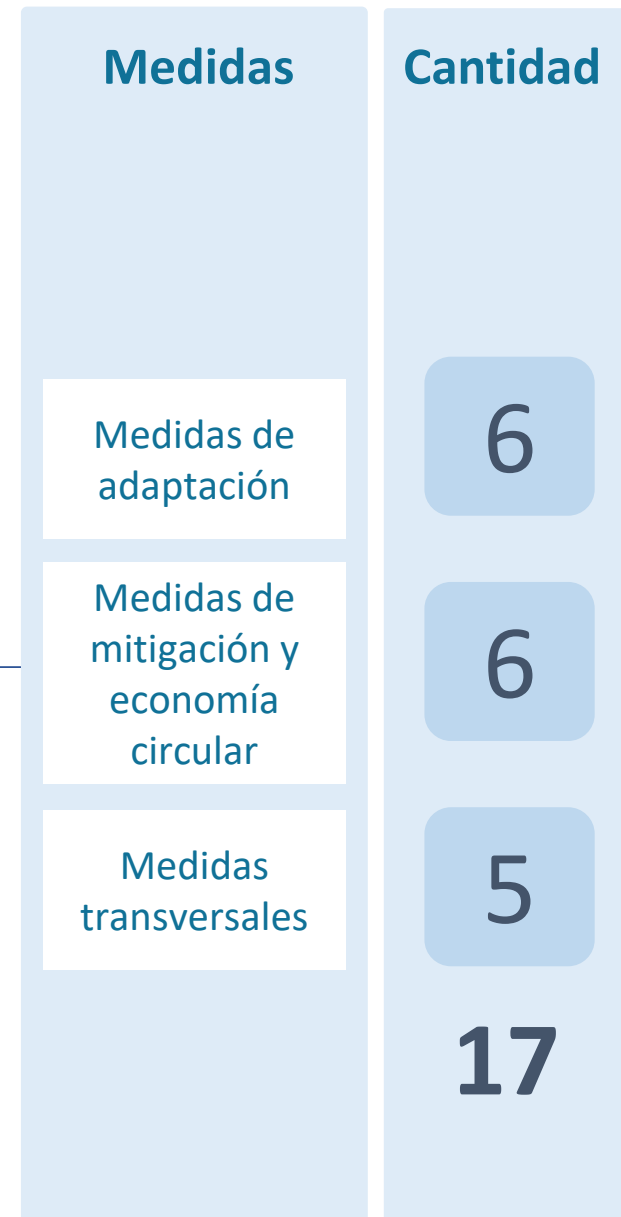 Medidas
Cantidad
Medidas de
adaptación
6
Medidas de
mitigación y
economía
circular
6
Medidas
transversales
5
17